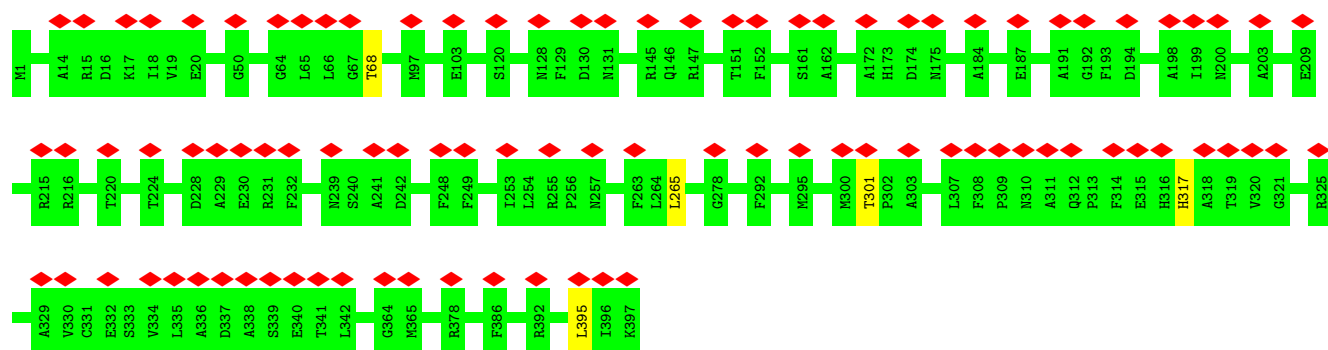 M1 A14 R15 D16 K17 I18 V19 E20 G50 G64 L65 L66 G67 T68 M97 E103 S120 N128 F129 D130 N131 R145 Q146 R147 T151 F152 S161 A162 A172 H173 D174 N175 A184 E187 A191 G192 F193 D194 A198 I199 N200 A203 E209
R215 R216 T220 T224 D228 A229 E230 R231 F232 N239 S240 A241 D242 F248 F249 I253 L254 R255 P256 N257 F263 L264 L265 G278 F292 M295 M300 T301 P302 A303 L307 F308 P309 N310 A311 Q312 P313 F314 E315 H316 H317 A318 T319 V320 G321 R325
A329 V330 C331 E332 S333 V334 L335 A336 D337 A338 S339 E340 T341 L342 G364 M365 R378 F386 R392 L395 I396 K397